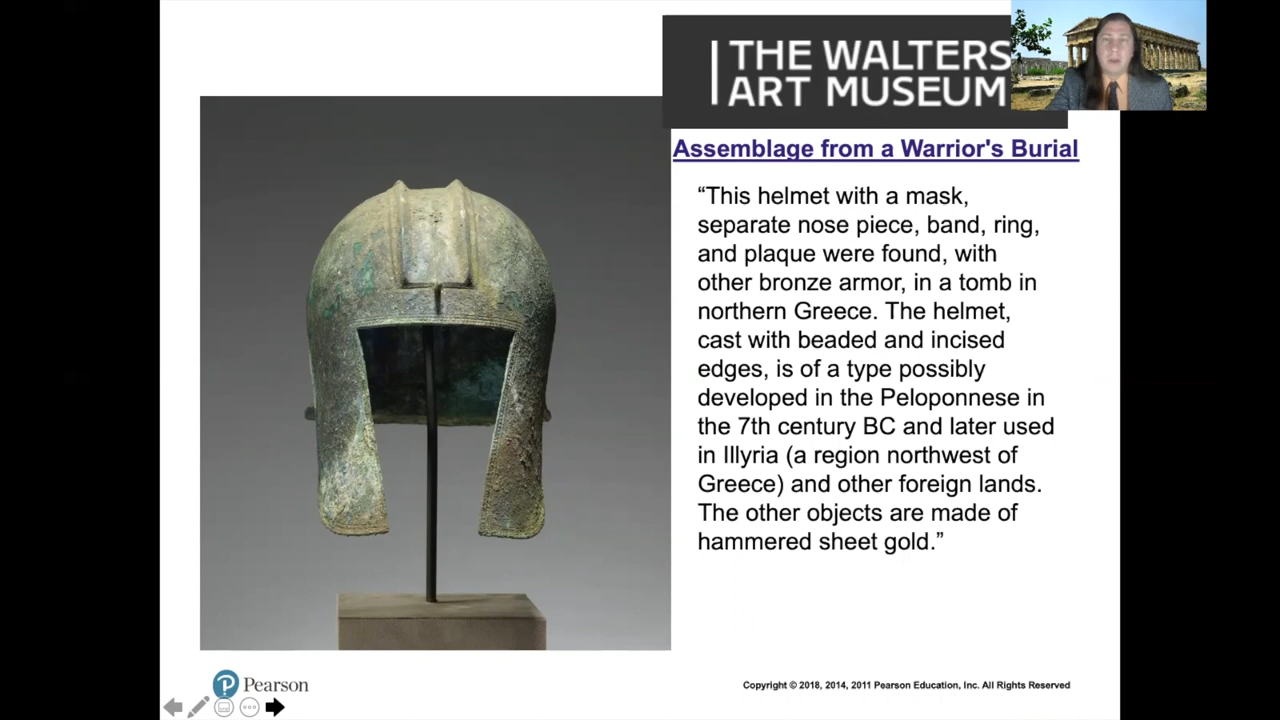 THE WALTERS
ART MUSEUM
Assemblage from a Warrior's Burial
“This helmet with a mask,
separate nose piece, band, ring,
and plaque were found, with
other bronze armor, in a tomb in
northern Greece. The helmet,
cast with beaded and incised
edges, is of a type possibly
developed in the Peloponnese in
the 7th century BC and later used
in Illyria (a region northwest of
Greece) and other foreign lands.
The other objects are made of
hammered sheet gold.”
P Pearson
Copyright © 2018, 2014, 2011 Pearson Education, Inc. All Rights Reserved